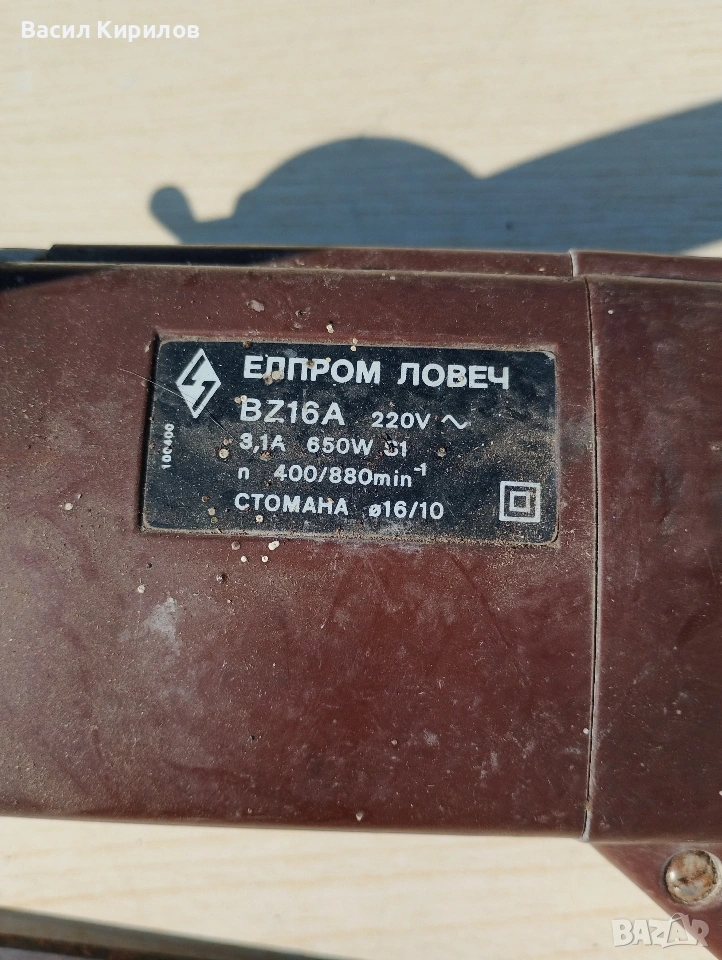 Васил Кирилов
ЕЛПРОМ ЛОВЕЧ
BZ16A 220V ~
3,1A 650W S1
n 400/880min⁻¹
СТОМАНА ø16/10
100400
BAZAR